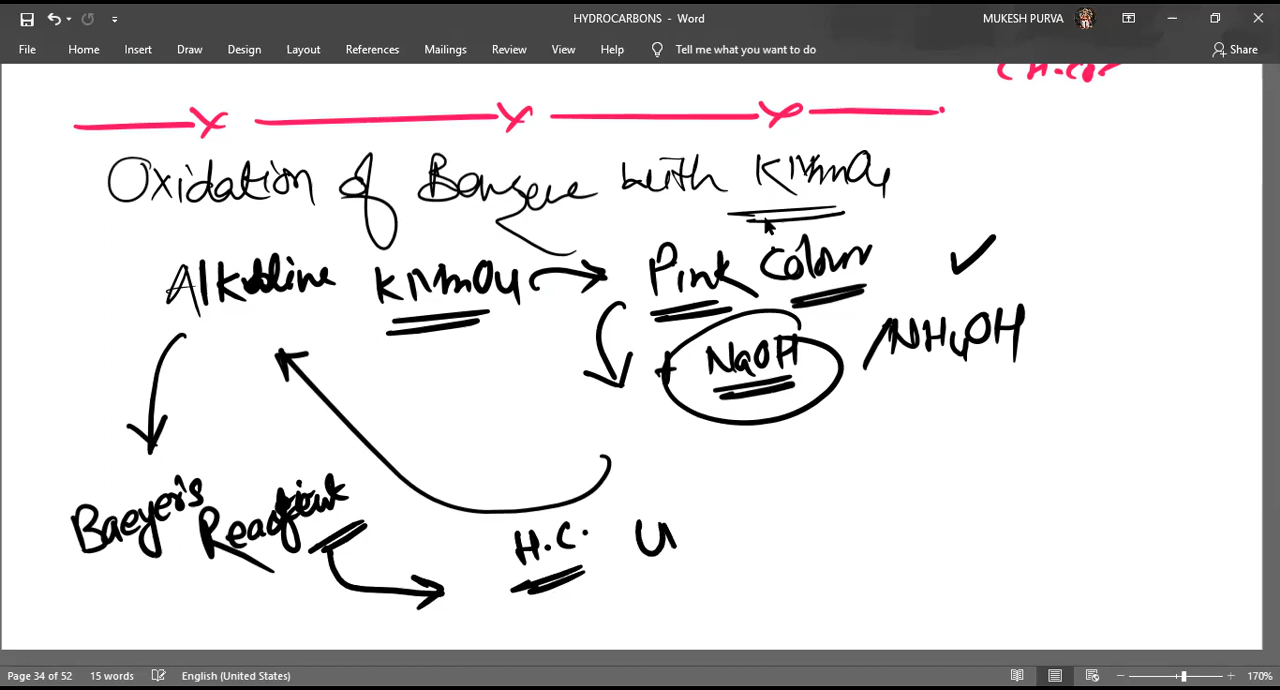 HYDROCARBONS - Word
MUKESH PURVA
File Home Insert Draw Design Layout References Mailings Review View Help Tell me what you want to do Share
Oxidation of Benzene with KMnO4
Alkaline KMnO4 → Pink Colour ✓
+ NaOH / NH4OH
Baeyer's Reagent
H.C. U
Page 34 of 52 15 words English (United States) 170%